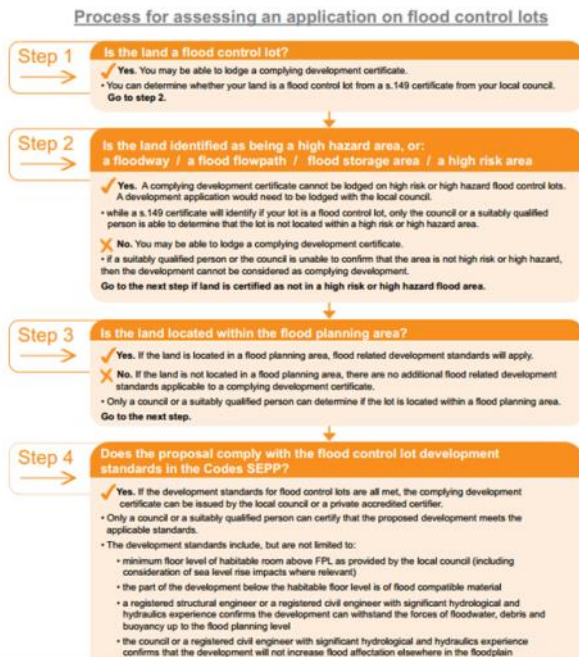 Process for assessing an application on flood control lots
Step 1
Is the land a flood control lot?
Yes. You may be able to lodge a complying development certificate.
• You can determine whether your land is a flood control lot from a s.149 certificate from your local council.
Go to step 2.
Step 2
Is the land identified as being a high hazard area, or:
a floodway / a flood flowpath / flood storage area / a high risk area
Yes. A complying development certificate cannot be lodged on high risk or high hazard flood control lots.
A development application would need to be lodged with the local council.
• while a s.149 certificate will identify if your lot is a flood control lot, only the council or a suitably qualified
person is able to determine that the lot is not located within a high risk or high hazard area.
No. You may be able to lodge a complying development certificate.
• if a suitably qualified person or the council is unable to confirm that the area is not high risk or high hazard,
then the development cannot be considered as complying development.
Go to the next step if land is certified as not in a high risk or high hazard flood area.
Step 3
Is the land located within the flood planning area?
Yes. If the land is located in a flood planning area, flood related development standards will apply.
No. If the land is not located in a flood planning area, there are no additional flood related development
standards applicable to a complying development certificate.
• Only a council or a suitably qualified person can determine if the lot is located within a flood planning area.
Go to the next step.
Step 4
Does the proposal comply with the flood control lot development
standards in the Codes SEPP?
Yes. If the development standards for flood control lots are all met, the complying development
certificate can be issued by the local council or a private accredited certifier.
• Only a council or a suitably qualified person can certify that the proposed development meets the
applicable standards.
• The development standards include, but are not limited to:
• minimum floor level of habitable room above FPL as provided by the local council (including
consideration of sea level rise impacts where relevant)
• the part of the development below the habitable floor level is of flood compatible material
• a registered structural engineer or a registered civil engineer with significant hydrological and
hydraulics experience confirms the development can withstand the forces of floodwater, debris and
buoyancy up to the flood planning level
• the council or a registered civil engineer with significant hydrological and hydraulics experience
confirms that the development will not increase flood affectation elsewhere in the floodplain